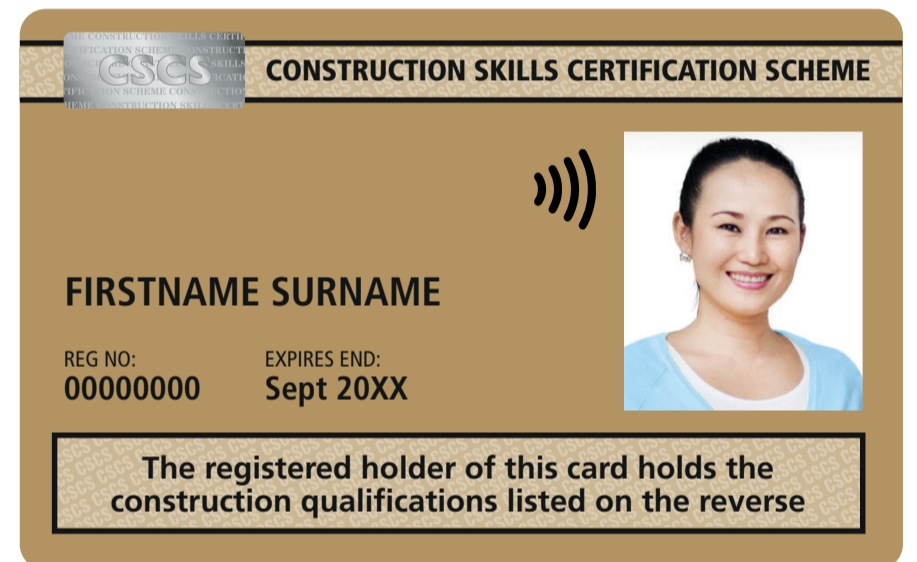 CSCS
CONSTRUCTION SKILLS CERTIFICATION SCHEME
FIRSTNAME SURNAME
REG NO:
EXPIRES END:
00000000
Sept 20XX
The registered holder of this card holds the
construction qualifications listed on the reverse